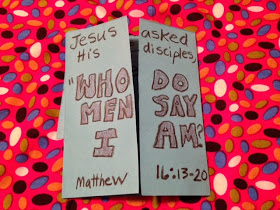 Jesus asked
His disciples,
"WHO DO
MEN SAY
I AM?
Matthew 16:13-20